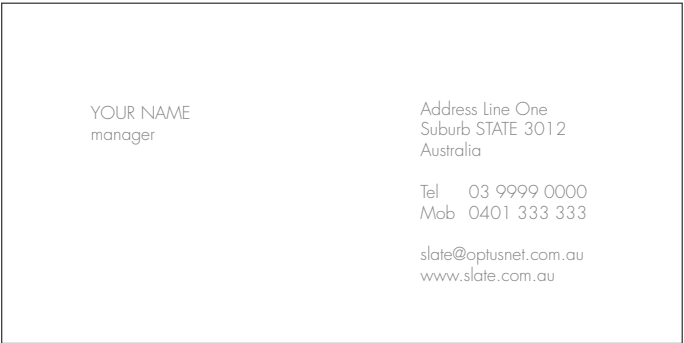 YOUR NAME
manager
Address Line One
Suburb STATE 3012
Australia
Tel 03 9999 0000
Mob 0401 333 333
slate@optusnet.com.au
www.slate.com.au